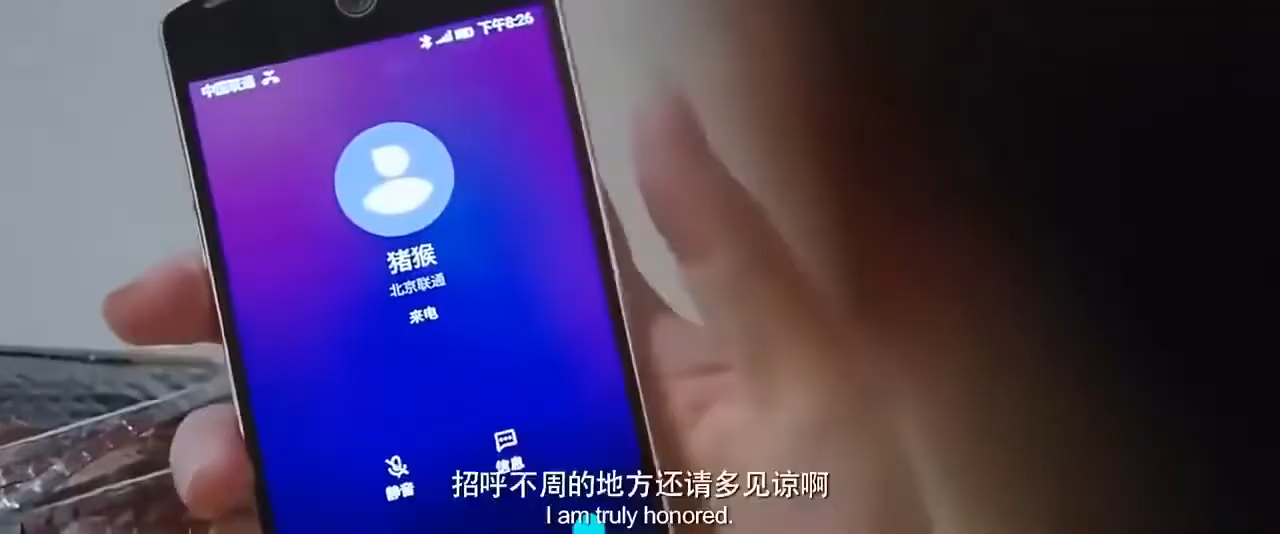 中国联通
下午8:26
猪猴
北京联通
来电
静音
信息
招呼不周的地方还请多见谅啊
I am truly honored.